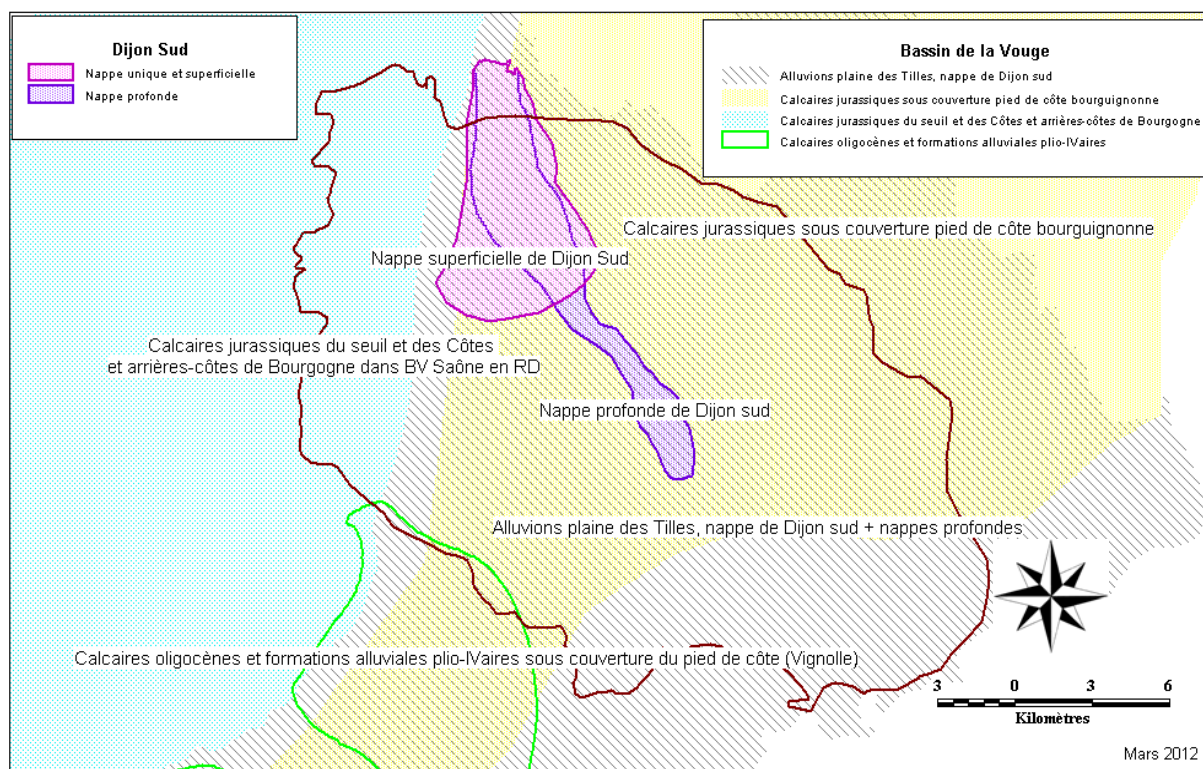 Dijon Sud
Nappe unique et superficielle
Nappe profonde
Bassin de la Vouge
Alluvions plaine des Tilles, nappe de Dijon sud
Calcaires jurassiques sous couverture pied de côte bourguignonne
Calcaires jurassiques du seuil et des Côtes et arrières-côtes de Bourgogne
Calcaires oligocènes et formations alluviales plio-IVaires
Calcaires jurassiques sous couverture pied de côte bourguignonne
Nappe superficielle de Dijon Sud
Calcaires jurassiques du seuil et des Côtes
et arrières-côtes de Bourgogne dans BV Saône en RD
Nappe profonde de Dijon sud
Alluvions plaine des Tilles, nappe de Dijon sud + nappes profondes
Calcaires oligocènes et formations alluviales plio-IVaires sous couverture du pied de côte (Vignolle)
3 0 3 6
Kilomètres
Mars 2012